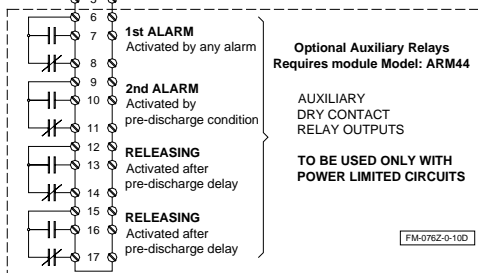 5
6
7
8
1st ALARM
Activated by any alarm
9
10
11
2nd ALARM
Activated by
pre-discharge condition
12
13
14
RELEASING
Activated after
pre-discharge delay
15
16
17
RELEASING
Activated after
pre-discharge delay
Optional Auxiliary Relays
Requires module Model: ARM44
AUXILIARY
DRY CONTACT
RELAY OUTPUTS
TO BE USED ONLY WITH
POWER LIMITED CIRCUITS
FM-076Z-0-10D